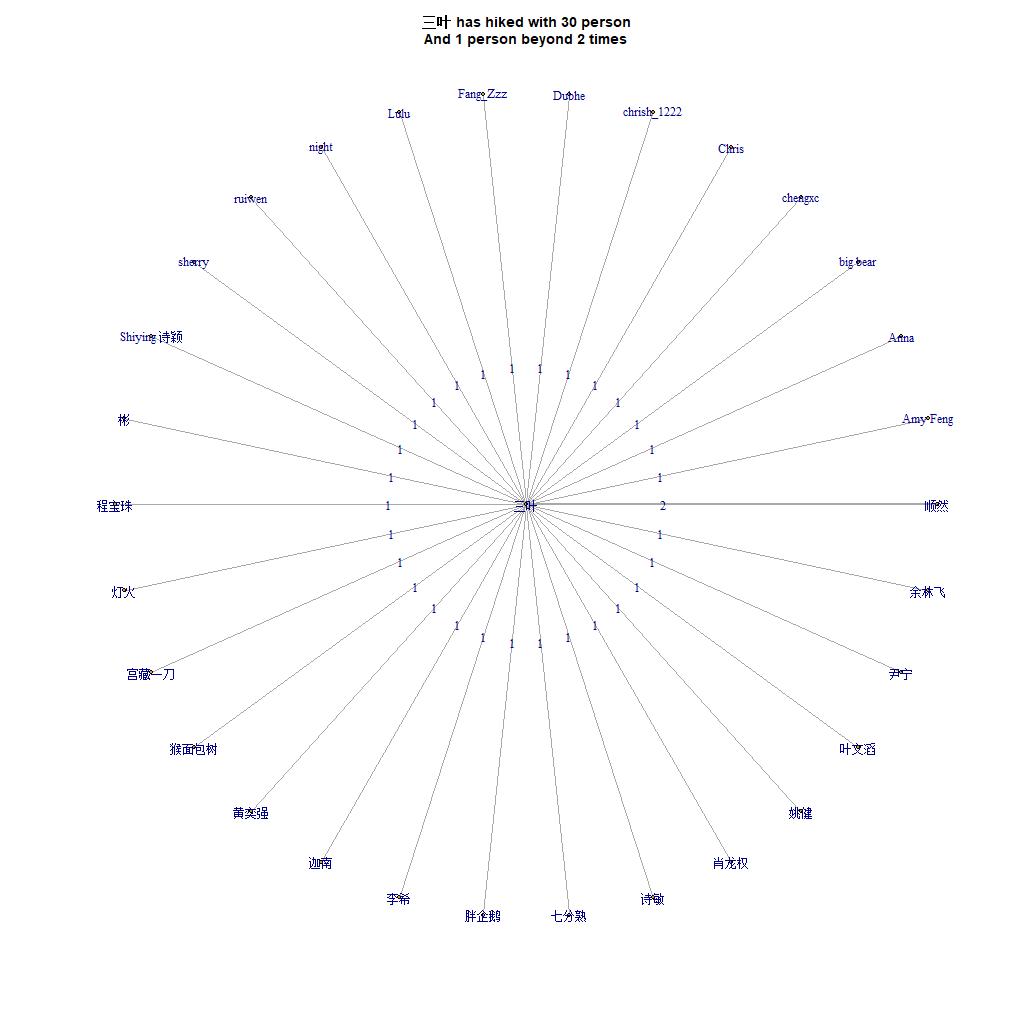 三叶 has hiked with 30 person
And 1 person beyond 2 times
Fang_Zzz
Dubhe
Lulu
chrish_1222
night
Chris
ruiwen
chengxc
sherry
big bear
Shiying 诗颖
Anna
彬
Amy Feng
1
1
1
1
1
1
1
1
1
1
1
1
1
1
程宝珠
1
三叶
2
顺然
1
1
1
1
1
1
1
1
1
1
1
1
1
1
灯火
余林飞
宫藏一刀
尹宁
猴面包树
叶文滔
黄奕强
姚健
迦南
肖龙权
李希
诗敏
胖企鹅
七分熟